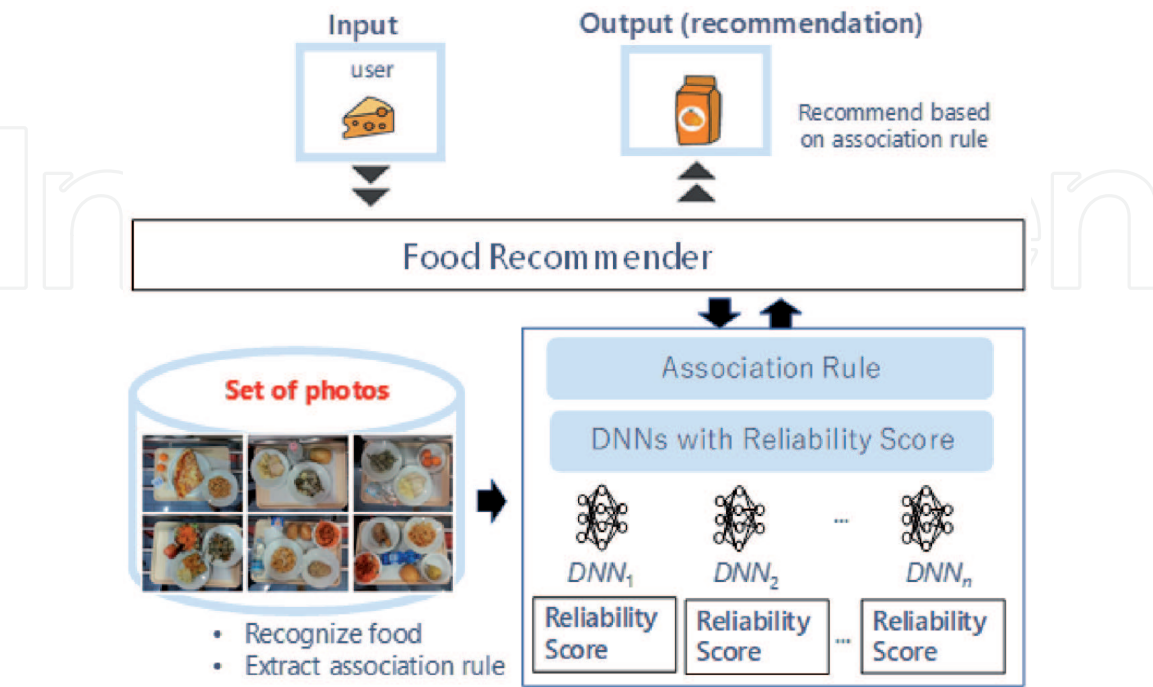 Input
Output (recommendation)
user
Recommend based
on association rule
Food Recommender
Association Rule
Set of photos
DNNs with Reliability Score
...
DNN1
DNN2
DNNn
Reliability
Score
Reliability
Score
...
Reliability
Score
• Recognize food
• Extract association rule